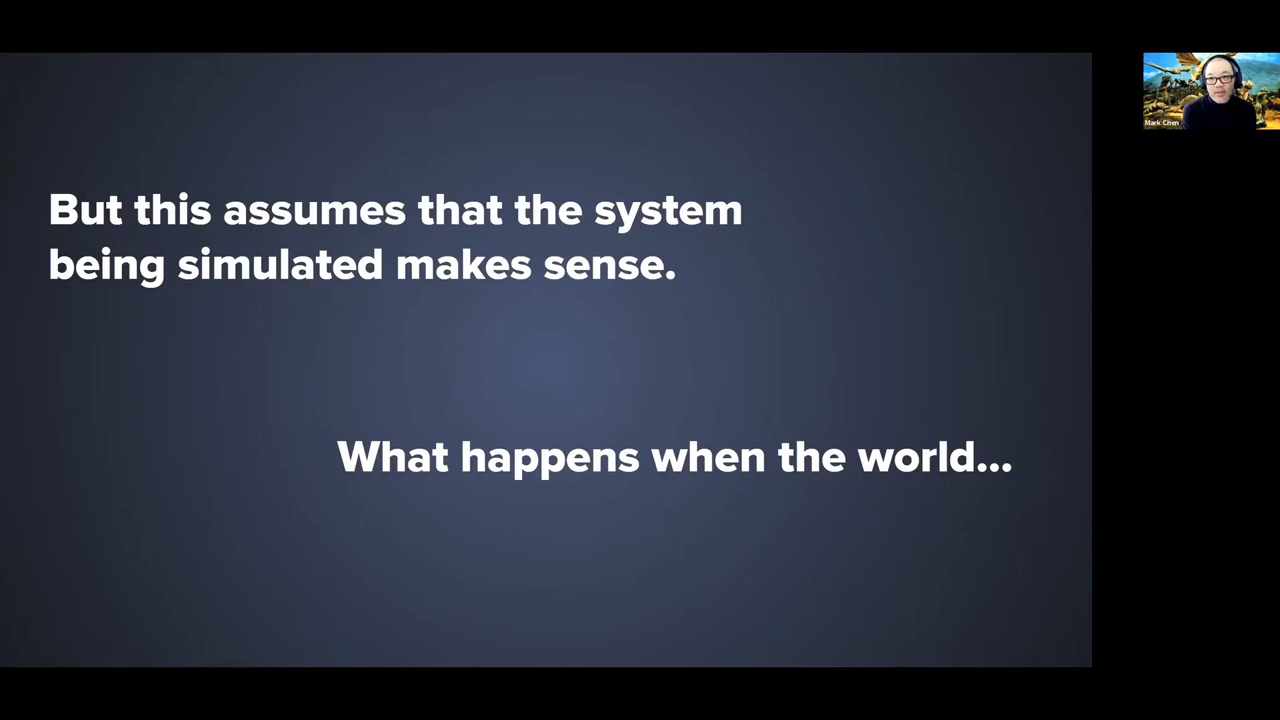 Mark Chen
But this assumes that the system
being simulated makes sense.
What happens when the world...